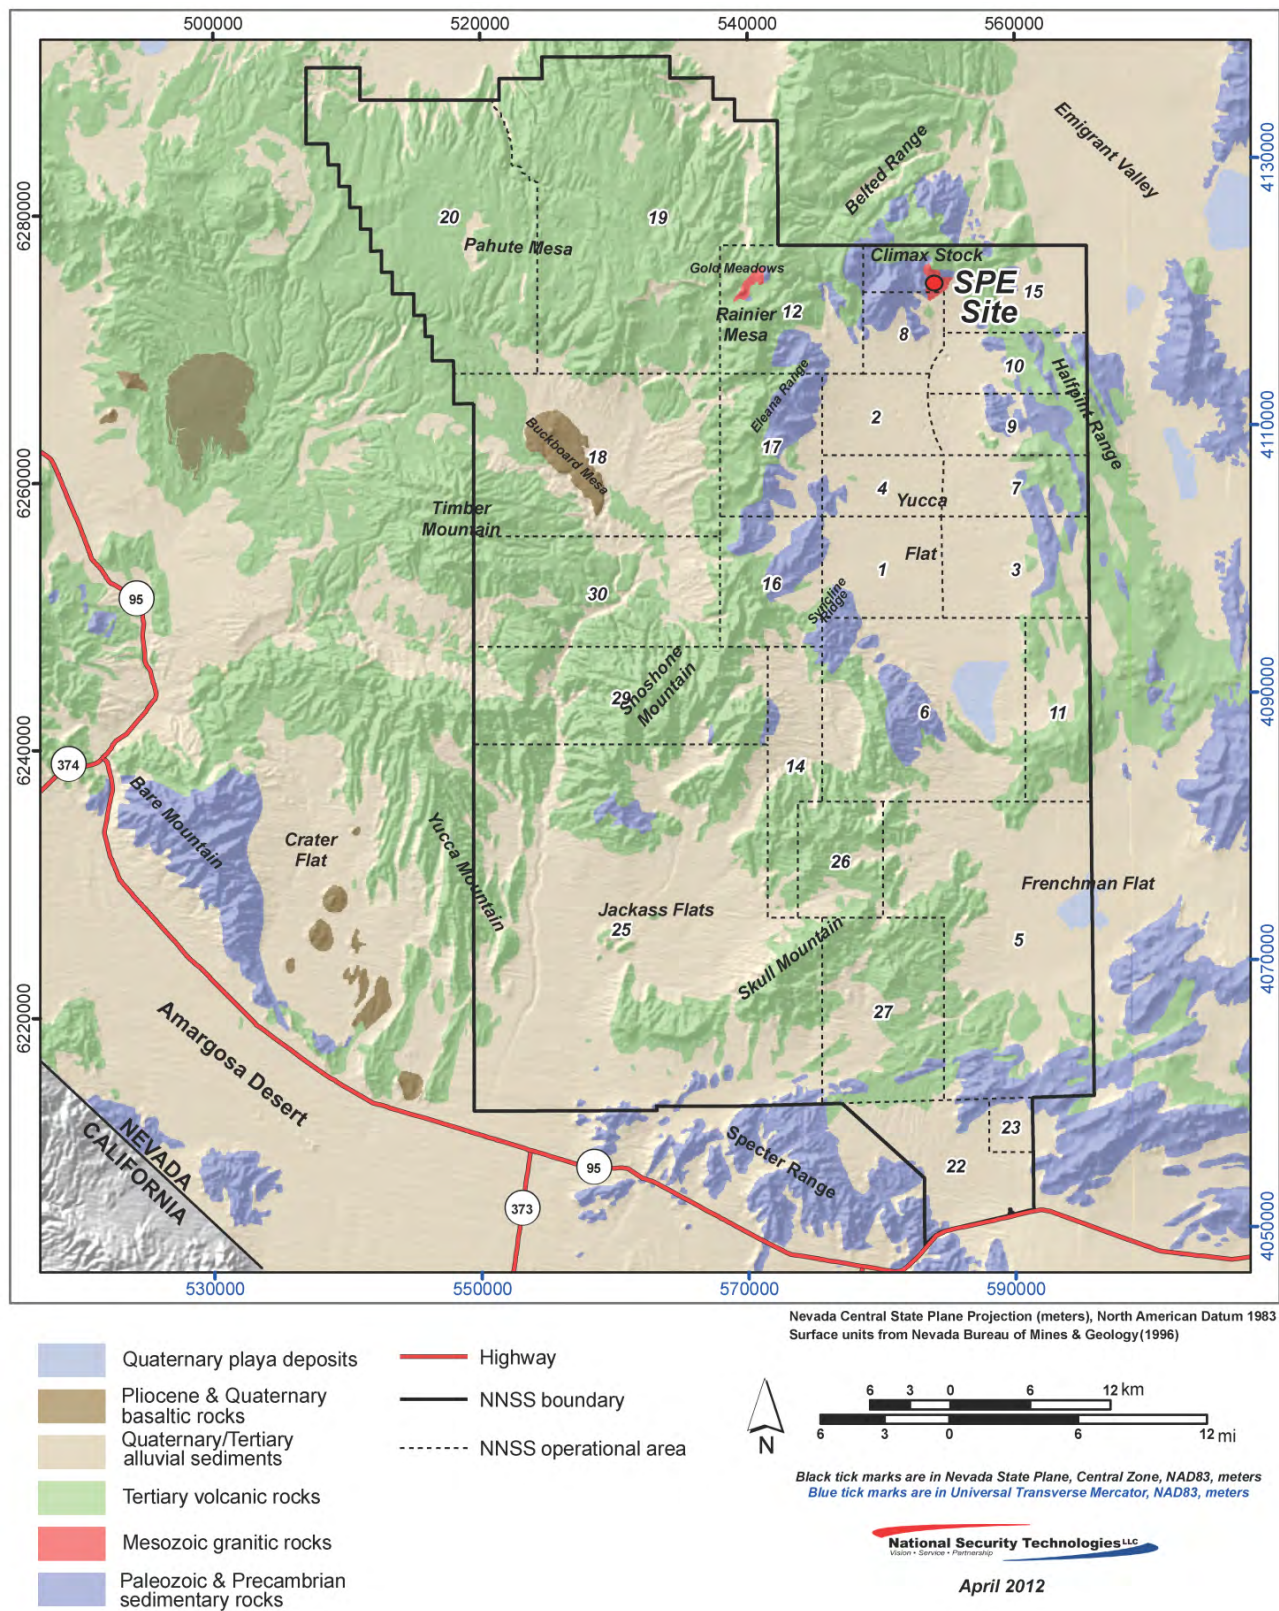 500000
520000
540000
560000
Emigrant Valley
4130000
Belted Range
6280000
20
19
Pahute Mesa
Climax Stock
Gold Meadows
SPE
Site
15
12
Rainier
Mesa
8
10
Halfpint Range
Eleana Range
2
9
4110000
Buckboard Mesa
18
17
6260000
4
7
Yucca
Timber
Mountain
Flat
1
3
16
95
30
Syncline
Ridge
Shoshone
Mountain
29
4090000
6
11
6240000
374
14
Bare Mountain
Crater
Flat
Yucca Mountain
26
Frenchman Flat
Jackass Flats
25
5
4070000
Skull Mountain
6220000
27
Amargosa Desert
NEVADA
CALIFORNIA
23
Specter Range
22
95
373
4050000
530000
550000
570000
590000
Nevada Central State Plane Projection (meters), North American Datum 1983
Surface units from Nevada Bureau of Mines & Geology(1996)
Quaternary playa deposits
Pliocene & Quaternary
basaltic rocks
Quaternary/Tertiary
alluvial sediments
Tertiary volcanic rocks
Mesozoic granitic rocks
Paleozoic & Precambrian
sedimentary rocks
Highway
NNSS boundary
NNSS operational area
N
6 3 0 6 12 km
6 3 0 6 12 mi
Black tick marks are in Nevada State Plane, Central Zone, NAD83, meters
Blue tick marks are in Universal Transverse Mercator, NAD83, meters
National Security Technologies LLC
Vision • Service • Partnership
April 2012